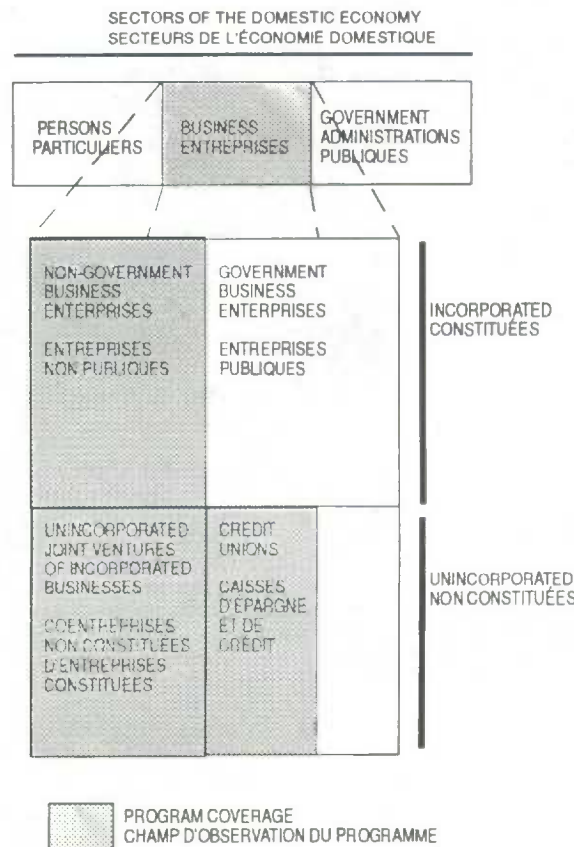 SECTORS OF THE DOMESTIC ECONOMY
SECTEURS DE L'ÉCONOMIE DOMESTIQUE
PERSONS
PARTICULIERS
BUSINESS
ENTREPRISES
GOVERNMENT
ADMINISTRATIONS
PUBLIQUES
NON-GOVERNMENT
BUSINESS
ENTERPRISES
ENTREPRISES
NON PUBLIQUES
GOVERNMENT
BUSINESS
ENTERPRISES
ENTREPRISES
PUBLIQUES
INCORPORATED
CONSTITUÉES
UNINCORPORATED
JOINT VENTURES
OF INCORPORATED
BUSINESSES
COENTREPRISES
NON CONSTITUÉES
D'ENTREPRISES
CONSTITUÉES
CREDIT
UNIONS
CAISSES
D'ÉPARGNE
ET DE
CRÉDIT
UNINCORPORATED
NON CONSTITUÉES
PROGRAM COVERAGE
CHAMP D'OBSERVATION DU PROGRAMME